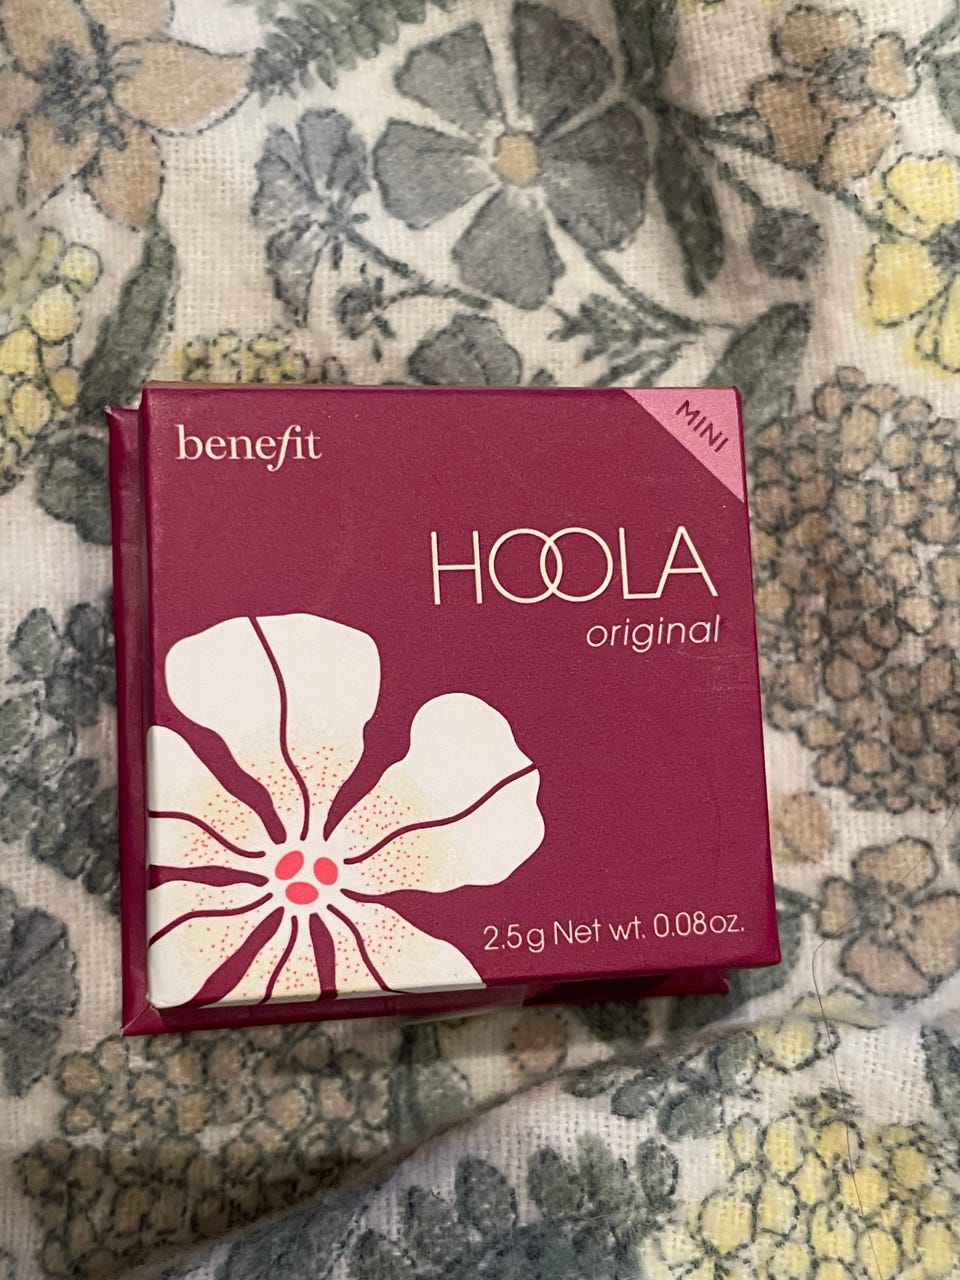 benefit
MINI
HOOLA
original
2.5g Net wt. 0.08oz.